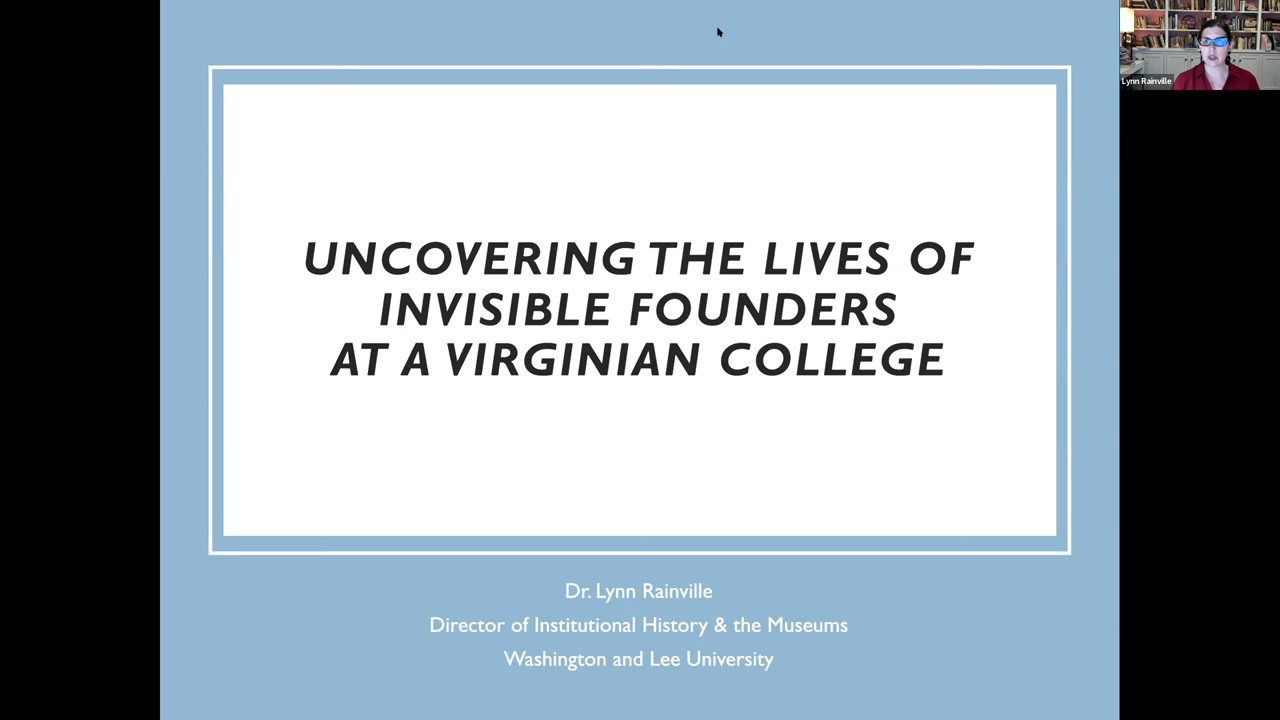 UNCOVERING THE LIVES OF
INVISIBLE FOUNDERS
AT A VIRGINIAN COLLEGE
Dr. Lynn Rainville
Director of Institutional History & the Museums
Washington and Lee University
Lynn Rainville